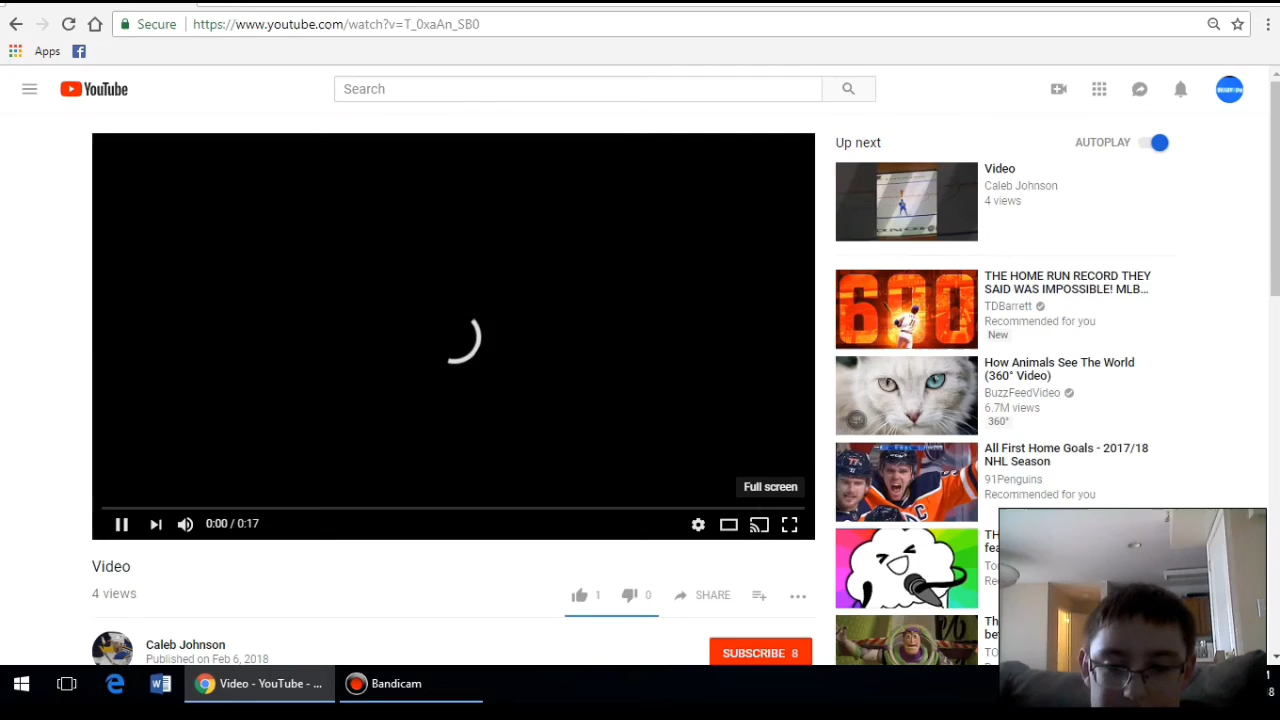 Secure
https://www.youtube.com/watch?v=T_0xaAn_SB0
Apps
YouTube
Search
Up next
AUTOPLAY
Video
Caleb Johnson
4 views
600
THE HOME RUN RECORD THEY
SAID WAS IMPOSSIBLE! MLB...
TDBarrett
Recommended for you
New
How Animals See The World
(360° Video)
BuzzFeedVideo
6.7M views
360°
All First Home Goals - 2017/18
NHL Season
91Penguins
Recommended for you
Full screen
0:00 / 0:17
Video
4 views
1
0
SHARE
Caleb Johnson
Published on Feb 6, 2018
SUBSCRIBE 8
Video - YouTube - ...
Bandicam